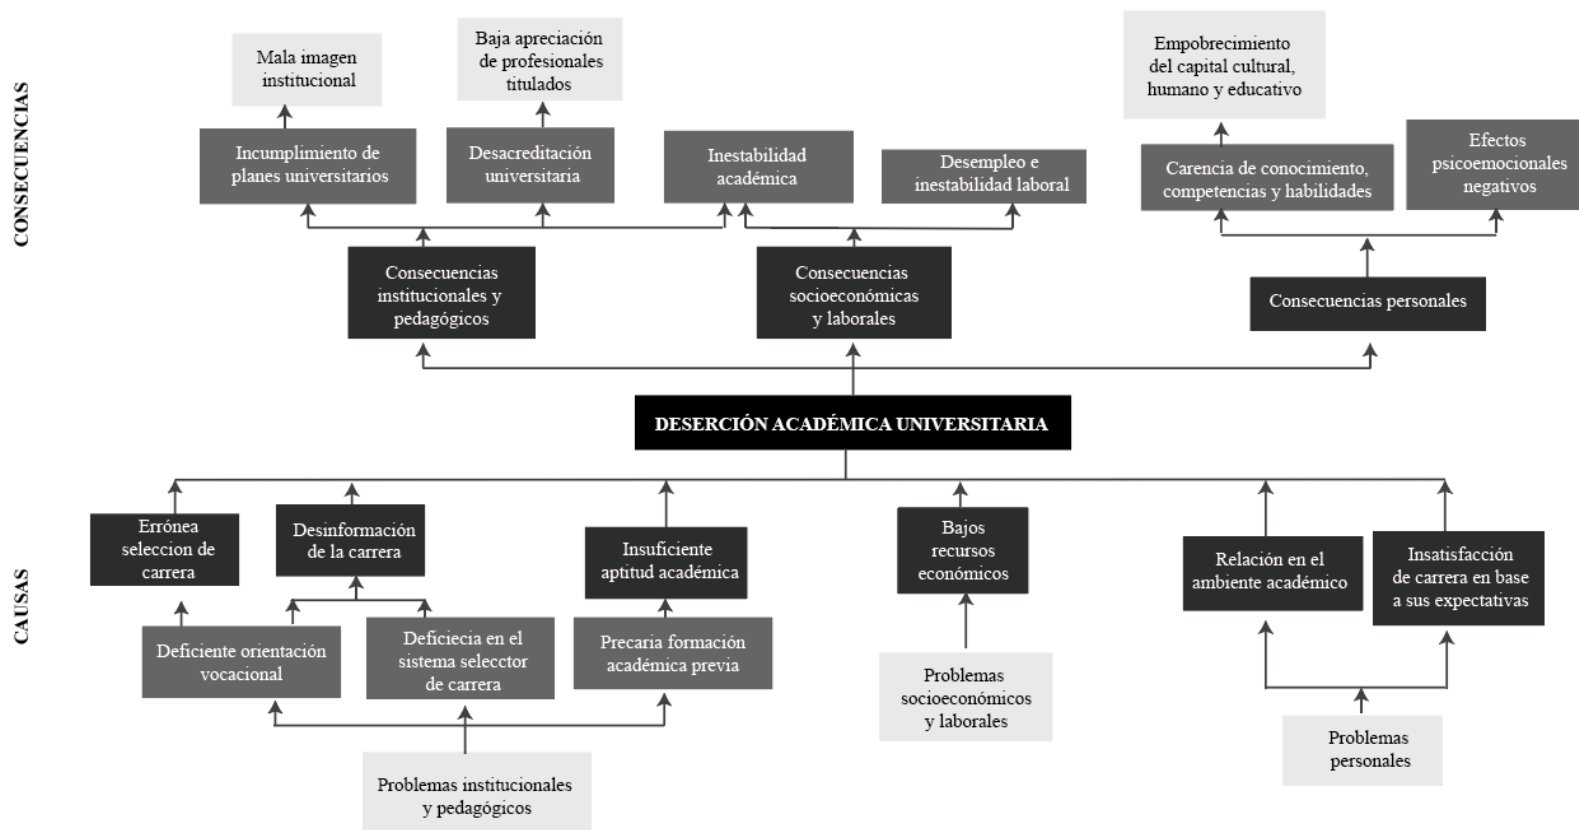 CONSECUENCIAS
Mala imagen
institucional
Baja apreciación
de profesionales
titulados
Empobrecimiento
del capital cultural,
humano y educativo
Incumplimiento de
planes universitarios
Desacreditación
universitaria
Inestabilidad
académica
Desempleo e
inestabilidad laboral
Carencia de conocimiento,
competencias y habilidades
Efectos
psicoemocionales
negativos
Consecuencias
institucionales y
pedagógicos
Consecuencias
socioeconómicas
y laborales
Consecuencias personales
DESERCIÓN ACADÉMICA UNIVERSITARIA
CAUSAS
Errónea
seleccion de
carrera
Desinformación
de la carrera
Insuficiente
aptitud académica
Bajos
recursos
económicos
Relación en el
ambiente académico
Insatisfacción
de carrera en base
a sus expectativas
Deficiente orientación
vocacional
Deficiecia en el
sistema selecctor
de carrera
Precaria formación
académica previa
Problemas
socioeconómicos
y laborales
Problemas
personales
Problemas institucionales
y pedagógicos